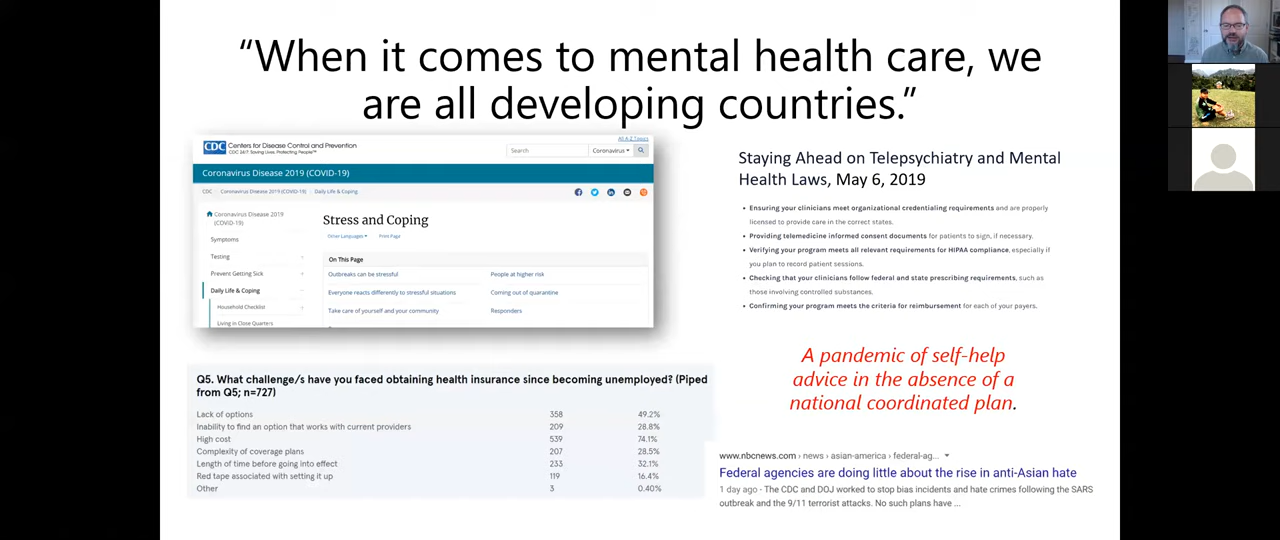 “When it comes to mental health care, we
are all developing countries.”
All A-Z Topics
CDC
Centers for Disease Control and Prevention
CDC 24/7: Saving Lives, Protecting People™
Search
Coronavirus
Coronavirus Disease 2019 (COVID-19)
CDC
Coronavirus Disease 2019 (COVID-19)
Daily Life & Coping
Coronavirus Disease 2019
(COVID-19)
Symptoms
Testing
Prevent Getting Sick
Daily Life & Coping
Household Checklist
Living in Close Quarters
Stress and Coping
Other Languages
Print Page
On This Page
Outbreaks can be stressful
People at higher risk
Everyone reacts differently to stressful situations
Coming out of quarantine
Take care of yourself and your community
Responders
Staying Ahead on Telepsychiatry and Mental
Health Laws, May 6, 2019
• Ensuring your clinicians meet organizational credentialing requirements and are properly
licensed to provide care in the correct states.
• Providing telemedicine informed consent documents for patients to sign, if necessary.
• Verifying your program meets all relevant requirements for HIPAA compliance, especially if
you plan to record patient sessions.
• Checking that your clinicians follow federal and state prescribing requirements, such as
those involving controlled substances.
• Confirming your program meets the criteria for reimbursement for each of your payers.
A pandemic of self-help
advice in the absence of a
national coordinated plan.
Q5. What challenge/s have you faced obtaining health insurance since becoming unemployed? (Piped
from Q5; n=727)
Lack of options 358 49.2%
Inability to find an option that works with current providers 209 28.8%
High cost 539 74.1%
Complexity of coverage plans 207 28.5%
Length of time before going into effect 233 32.1%
Red tape associated with setting it up 119 16.4%
Other 3 0.40%
www.nbcnews.com › news › asian-america › federal-ag...
Federal agencies are doing little about the rise in anti-Asian hate
1 day ago - The CDC and DOJ worked to stop bias incidents and hate crimes following the SARS
outbreak and the 9/11 terrorist attacks. No such plans have ...